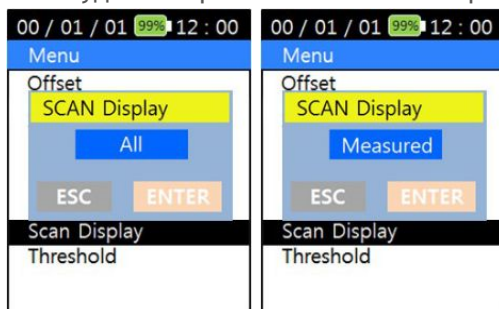 00 / 01 / 01 99% 12 : 00
Menu
Offset
SCAN Display
All
ESC ENTER
Scan Display
Threshold
00 / 01 / 01 99% 12 : 00
Menu
Offset
SCAN Display
Measured
ESC ENTER
Scan Display
Threshold